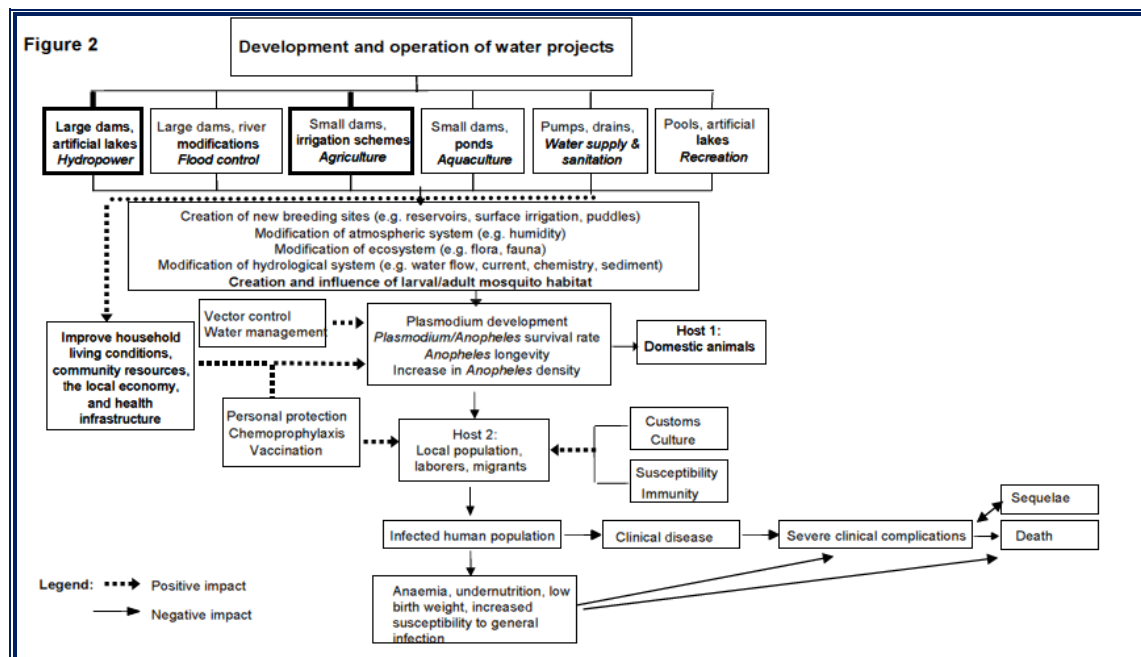 Figure 2
Development and operation of water projects
Large dams,
artificial lakes
Hydropower
Large dams, river
modifications
Flood control
Small dams,
irrigation schemes
Agriculture
Small dams,
ponds
Aquaculture
Pumps, drains,
Water supply &
sanitation
Pools, artificial
lakes
Recreation
Creation of new breeding sites (e.g. reservoirs, surface irrigation, puddles)
Modification of atmospheric system (e.g. humidity)
Modification of ecosystem (e.g. flora, fauna)
Modification of hydrological system (e.g. water flow, current, chemistry, sediment)
Creation and influence of larval/adult mosquito habitat
Vector control
Water management
Plasmodium development
Plasmodium/Anopheles survival rate
Anopheles longevity
Increase in Anopheles density
Host 1:
Domestic animals
Improve household
living conditions,
community resources,
the local economy,
and health
infrastructure
Personal protection
Chemoprophylaxis
Vaccination
Host 2:
Local population,
laborers, migrants
Customs
Culture
Susceptibility
Immunity
Infected human population
Clinical disease
Severe clinical complications
Sequelae
Death
Anaemia, undernutrition, low
birth weight, increased
susceptibility to general
infection
Legend:
Positive impact
Negative impact